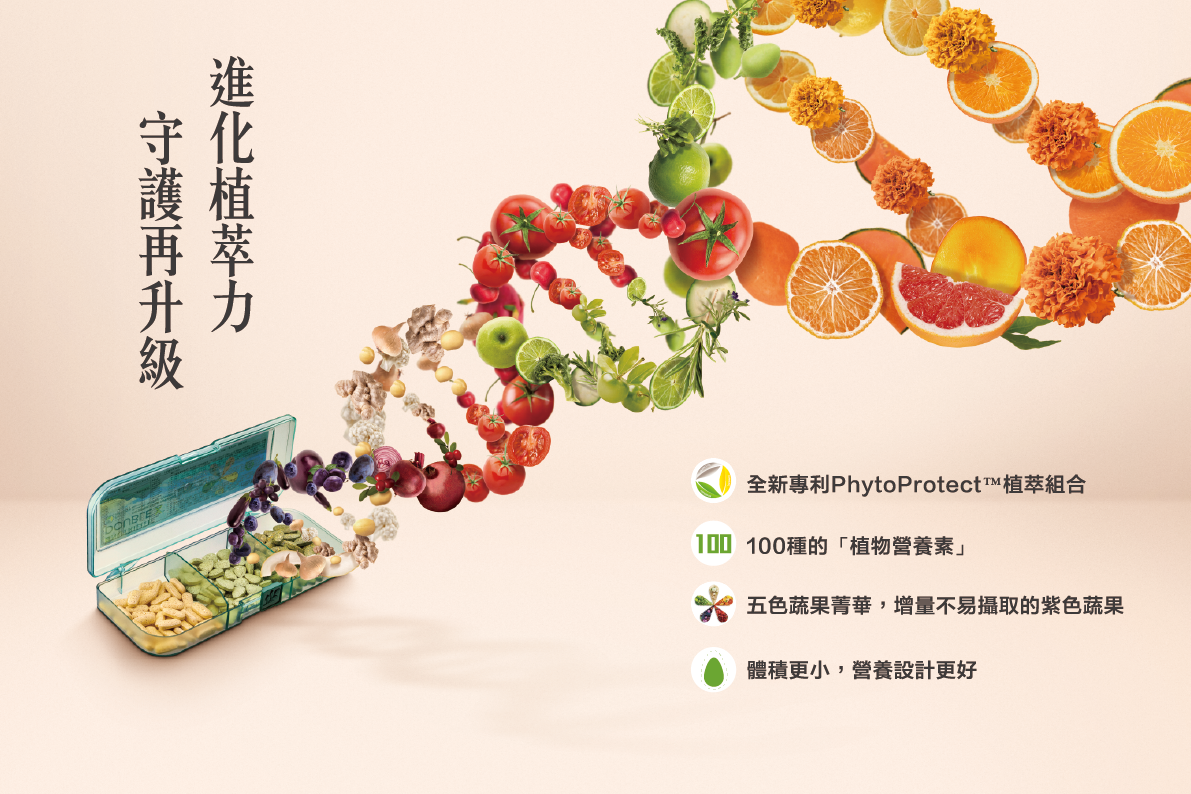 進化植萃力
守護再升級
全新專利PhytoProtect™植萃組合
100
100種的「植物營養素」
五色蔬果菁華，增量不易攝取的紫色蔬果
體積更小，營養設計更好